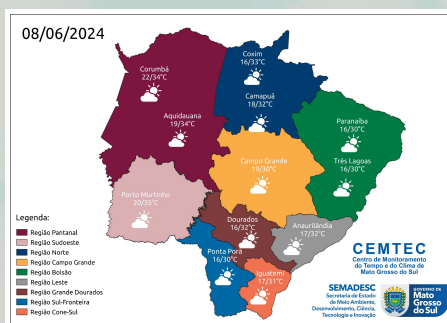 08/06/2024
Coxim
16/33°C
Corumbá
22/34°C
Camapuã
18/32°C
Aquidauana
19/34°C
Paranaíba
16/30°C
Campo Grande
19/30°C
Três Lagoas
16/30°C
Porto Murtinho
20/35°C
Dourados
16/32°C
Anaurilândia
17/32°C
Ponta Porã
16/30°C
Iguatemi
17/31°C
Legenda:
Região Pantanal
Região Sudoeste
Região Norte
Região Campo Grande
Região Bolsão
Região Leste
Região Grande Dourados
Região Sul-Fronteira
Região Cone-Sul
CEMTEC
Centro de Monitoramento
do Tempo e do Clima de
Mato Grosso do Sul
SEMADESC
Secretaria de Estado
de Meio Ambiente,
Desenvolvimento, Ciência,
Tecnologia e Inovação
GOVERNO DE
Mato
Grosso
do Sul